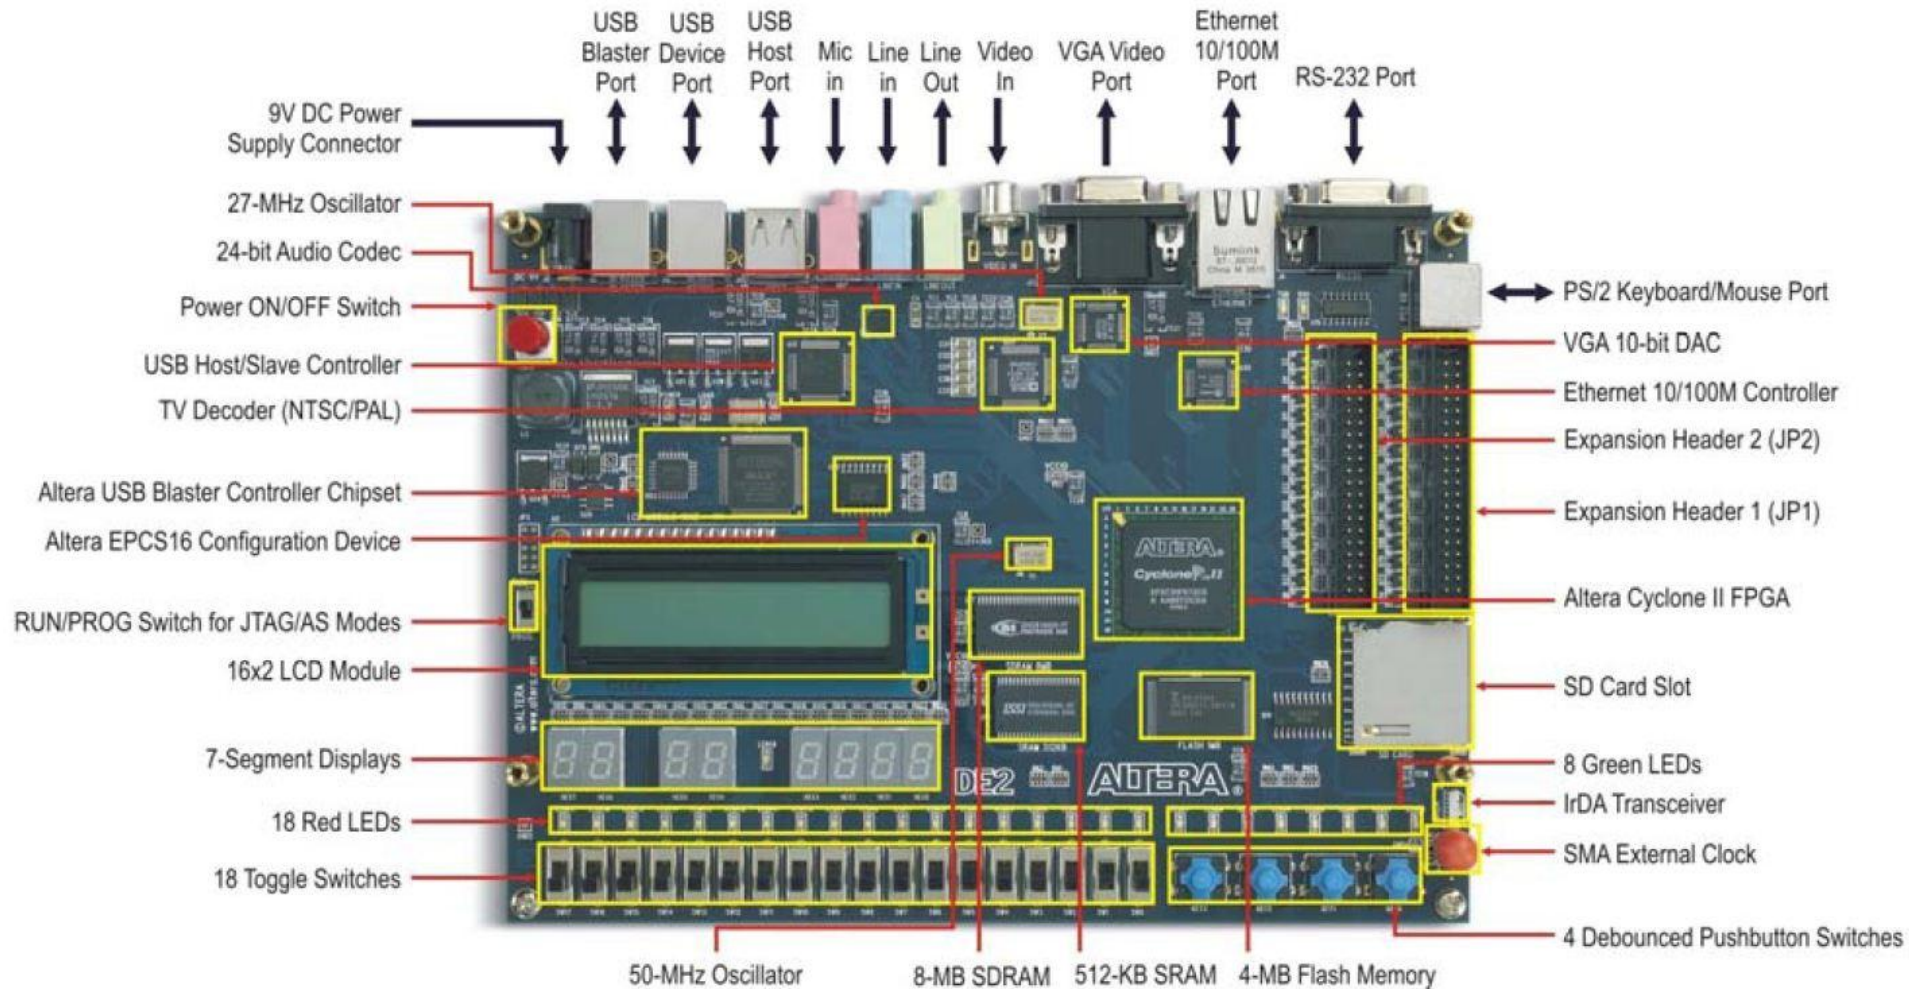 USB
Blaster
Port
USB
Device
Port
USB
Host
Port
Mic
in
Line
in
Line
Out
Video
In
VGA Video
Port
Ethernet
10/100M
Port
RS-232 Port
9V DC Power
Supply Connector
27-MHz Oscillator
24-bit Audio Codec
Power ON/OFF Switch
USB Host/Slave Controller
TV Decoder (NTSC/PAL)
Altera USB Blaster Controller Chipset
Altera EPCS16 Configuration Device
RUN/PROG Switch for JTAG/AS Modes
16x2 LCD Module
7-Segment Displays
18 Red LEDs
18 Toggle Switches
PS/2 Keyboard/Mouse Port
VGA 10-bit DAC
Ethernet 10/100M Controller
Expansion Header 2 (JP2)
Expansion Header 1 (JP1)
Altera Cyclone II FPGA
SD Card Slot
8 Green LEDs
IrDA Transceiver
SMA External Clock
4 Debounced Pushbutton Switches
50-MHz Oscillator
8-MB SDRAM
512-KB SRAM
4-MB Flash Memory
Sumlink
VIDEO IN
ALTERA®
Cyclone II
©ALTERA
SD CARD
DE2
ALTERA®